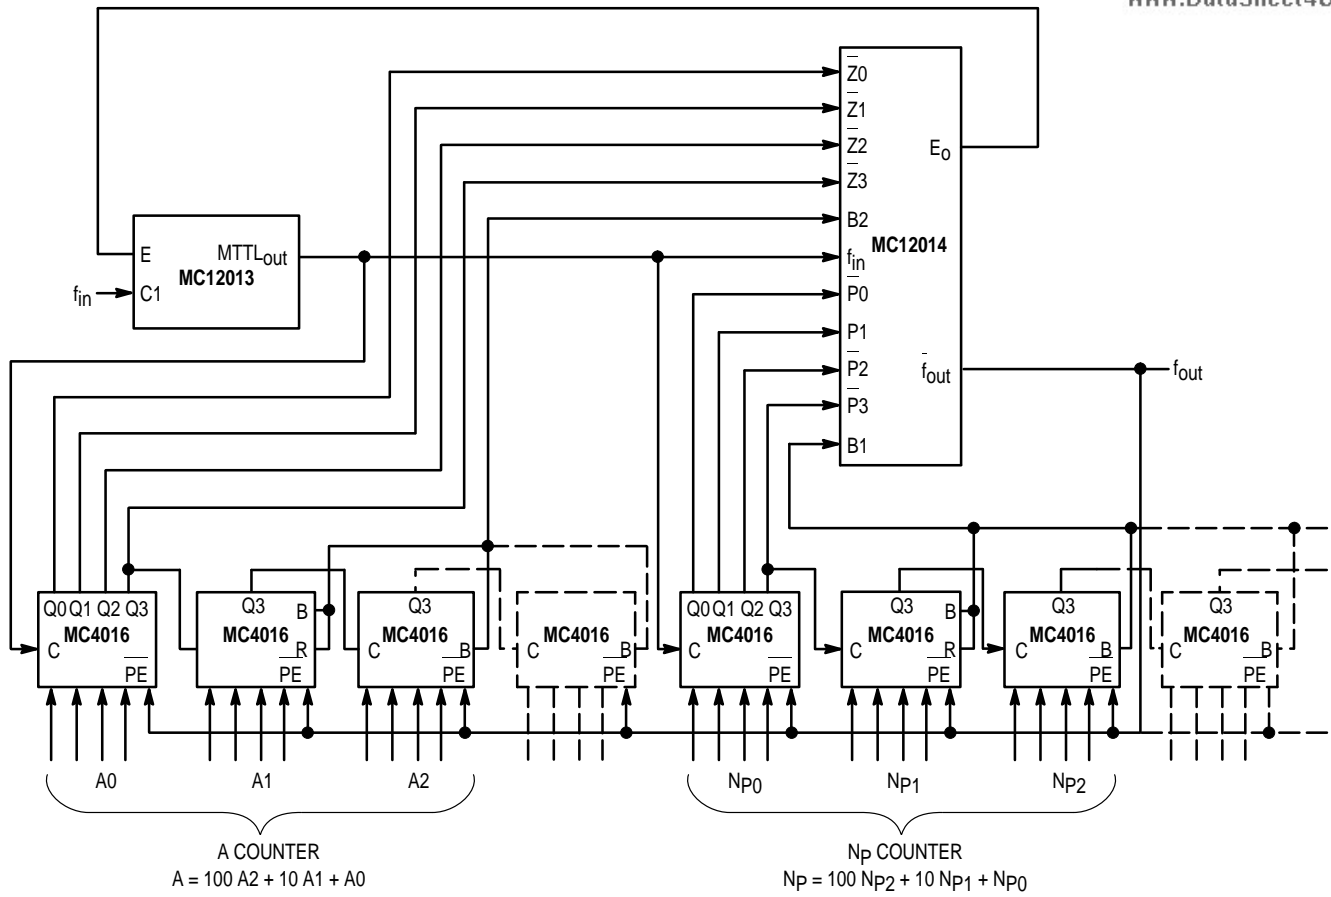 Z0
Z1
Z2
Z3
B2
fin
P0
P1
P2
P3
B1
Eo
MC12014
fout
fout
E
MTTLout
MC12013
fin
C1
Q0 Q1 Q2 Q3
MC4016
C
PE
Q3
B
MC4016
R
PE
Q3
MC4016
C
B
PE
MC4016
C
B
PE
Q0 Q1 Q2 Q3
MC4016
C
PE
Q3
B
MC4016
C
R
PE
Q3
MC4016
C
B
PE
Q3
MC4016
C
B
PE
A0
A1
A2
NP0
NP1
NP2
A COUNTER
A = 100 A2 + 10 A1 + A0
NP COUNTER
NP = 100 NP2 + 10 NP1 + NP0